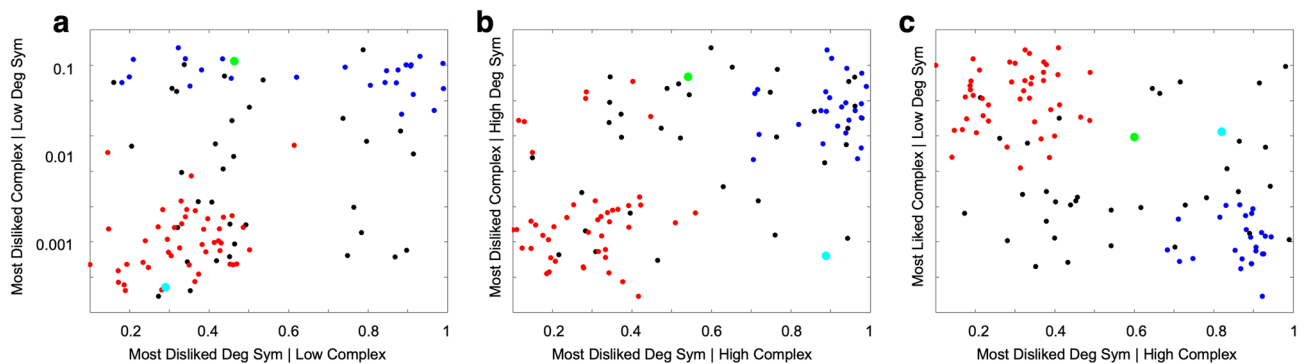 a
b
c
Most Disliked Complex | Low Deg Sym
0.1
0.01
0.001
0.2
0.4
0.6
0.8
1
Most Disliked Deg Sym | Low Complex
Most Disliked Complex | High Deg Sym
0.2
0.4
0.6
0.8
1
Most Disliked Deg Sym | High Complex
Most Liked Complex | Low Deg Sym
0.2
0.4
0.6
0.8
1
Most Disliked Deg Sym | High Complex